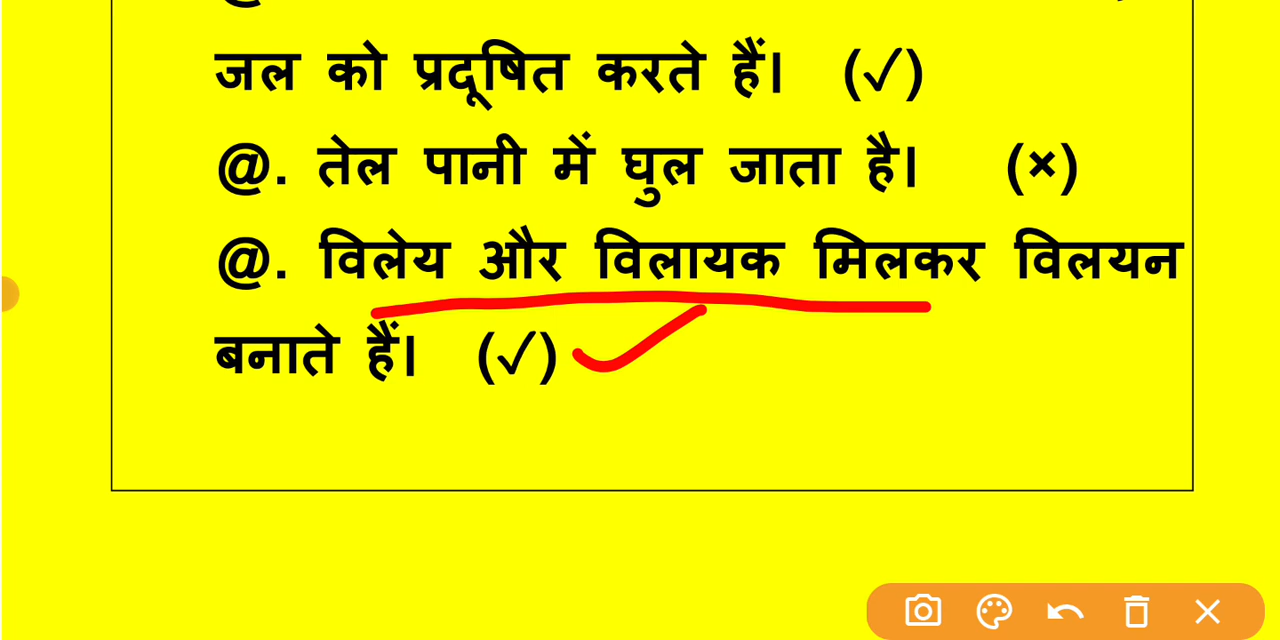 जल को प्रदूषित करते हैं। (✓)
@. तेल पानी में घुल जाता है। (×)
@. विलेय और विलायक मिलकर विलयन
बनाते हैं। (✓)